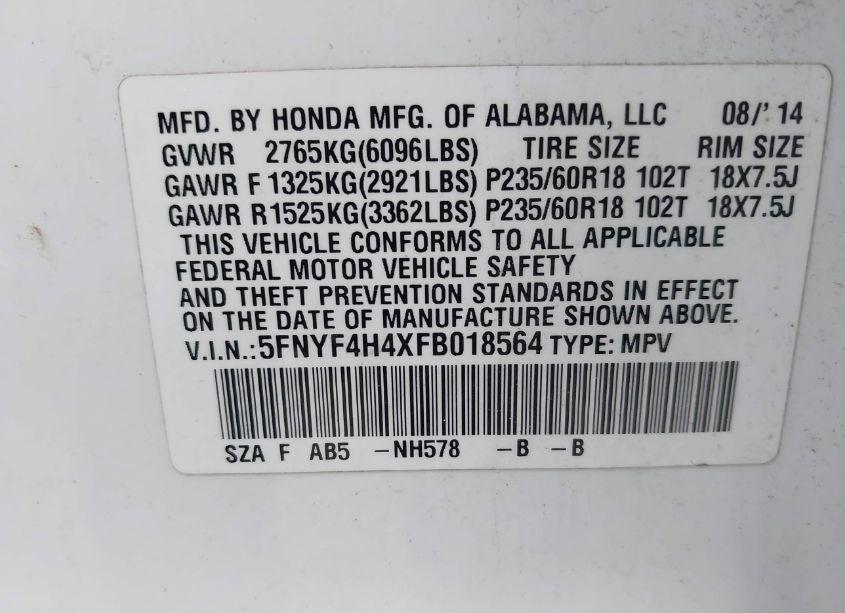 MFD. BY HONDA MFG. OF ALABAMA, LLC 08/' 14
GVWR 2765KG(6096LBS) TIRE SIZE RIM SIZE
GAWR F 1325KG(2921LBS) P235/60R18 102T 18X7.5J
GAWR R1525KG(3362LBS) P235/60R18 102T 18X7.5J
THIS VEHICLE CONFORMS TO ALL APPLICABLE
FEDERAL MOTOR VEHICLE SAFETY
AND THEFT PREVENTION STANDARDS IN EFFECT
ON THE DATE OF MANUFACTURE SHOWN ABOVE.
V.I.N.:5FNYF4H4XFB018564 TYPE: MPV
SZA F AB5 -NH578 -B -B